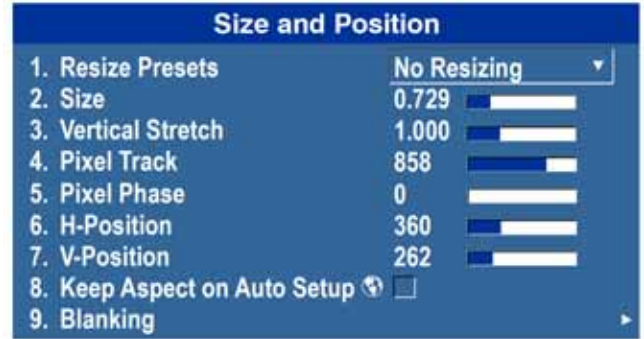 Size and Position
1. Resize Presets No Resizing
2. Size 0.729
3. Vertical Stretch 1.000
4. Pixel Track 858
5. Pixel Phase 0
6. H-Position 360
7. V-Position 262
8. Keep Aspect on Auto Setup
9. Blanking